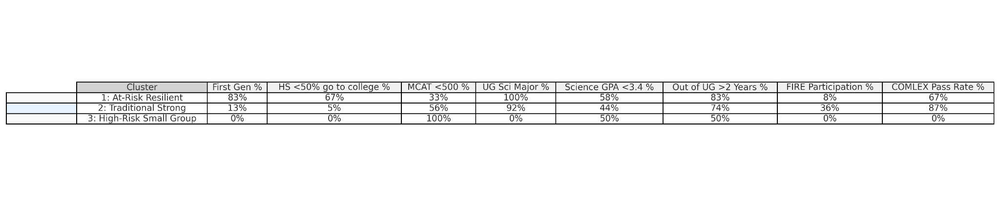 Cluster First Gen % HS <50% go to college % MCAT <500 % UG Sci Major % Science GPA <3.4 % Out of UG >2 Years % FIRE Participation % COMLEX Pass Rate %
1: At-Risk Resilient 83% 67% 33% 100% 58% 83% 8% 67%
2: Traditional Strong 13% 5% 56% 92% 44% 74% 36% 87%
3: High-Risk Small Group 0% 0% 100% 0% 50% 50% 0% 0%